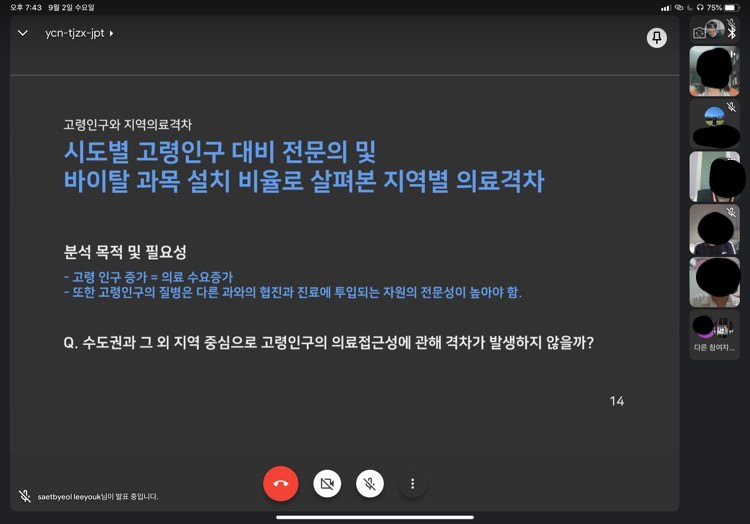 오후 7:43 9월 2일 수요일
75%
ycn-tjzx-jpt
고령인구와 지역의료격차
시도별 고령인구 대비 전문의 및
바이탈 과목 설치 비율로 살펴본 지역별 의료격차
분석 목적 및 필요성
- 고령 인구 증가 = 의료 수요증가
- 또한 고령인구의 질병은 다른 과와의 협진과 진료에 투입되는 자원의 전문성이 높아야 함.
Q. 수도권과 그 외 지역 중심으로 고령인구의 의료접근성에 관해 격차가 발생하지 않을까?
14
다른 참여자...
saetbyeol leeyouk님이 발표 중입니다.